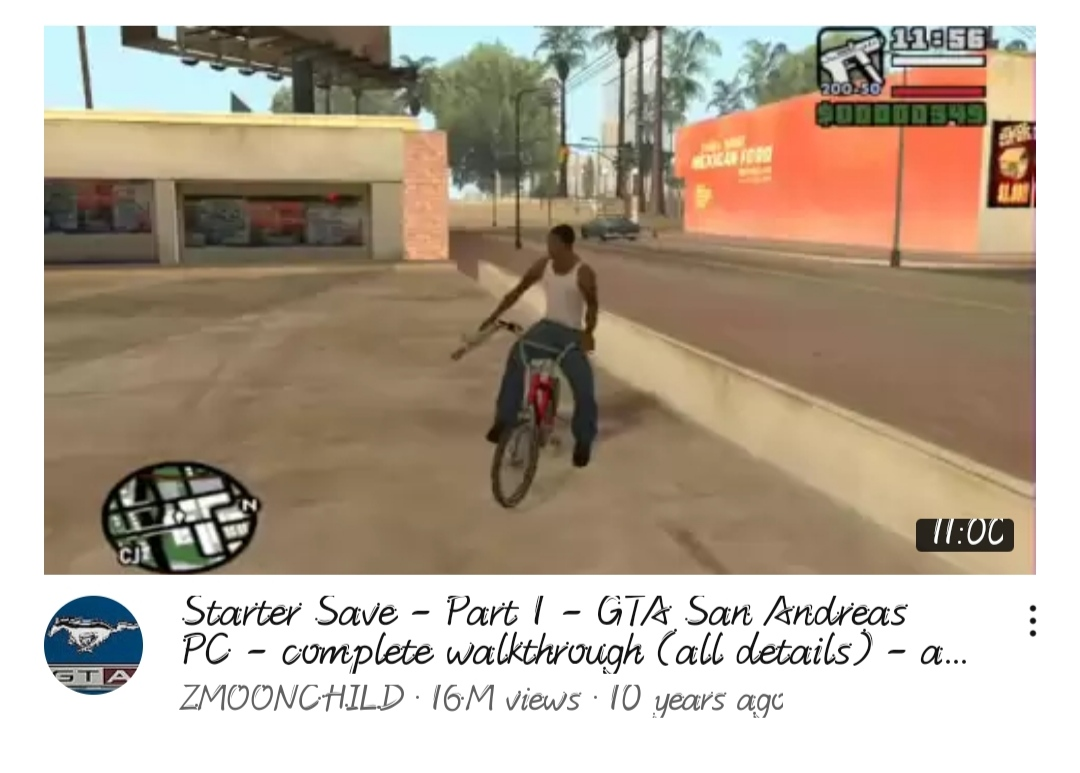 11:56
200-50
$00000349
MEXICAN FOOD
N
CJ
11:00
Starter Save - Part 1 - GTA San Andreas
PC - complete walkthrough (all details) - a...
ZMOONCHILD · 16M views · 10 years ago
GTA